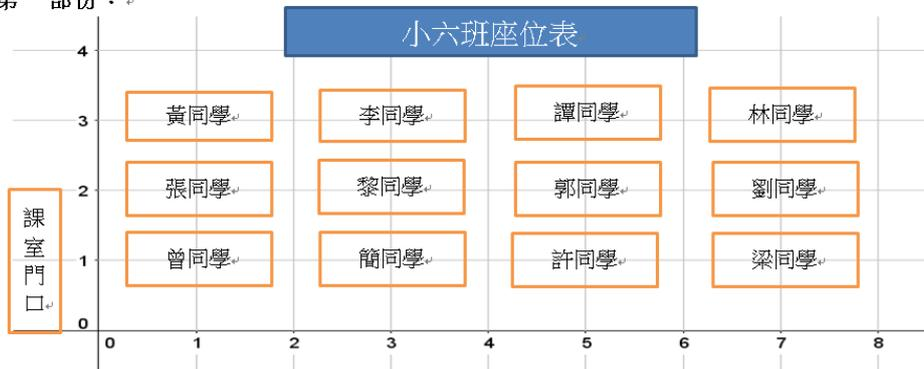 部份：
小六班座位表
4
黃同學 李同學 譚同學 林同學
3
張同學 黎同學 郭同學 劉同學
2
曾同學 簡同學 許同學 梁同學
1
課室門口
0
0 1 2 3 4 5 6 7 8